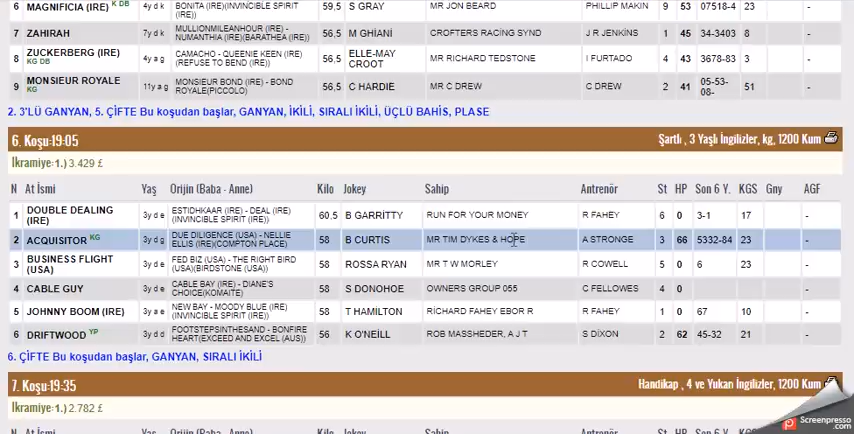 6 MAGNIFICIA (IRE) K DB 4y d k BONITA (IRE)(INVINCIBLE SPIRIT (IRE)) 59,5 S GRAY MR JON BEARD PHILLIP MAKIN 9 53 07518-4 23 -
7 ZAHIRAH 7y d k MULLIONMILEANHOUR (IRE) - NUMANTHIA (IRE)(BARATHEA (IRE)) 56,5 M GHIANI CROFTERS RACING SYND J R JENKINS 1 45 34-3403 8 -
8 ZUCKERBERG (IRE) KG DB 4y a g CAMACHO - QUEENIE KEEN (IRE) (REFUSE TO BEND (IRE)) 56,5 ELLE-MAY CROOT MR RICHARD TEDSTONE I FURTADO 4 43 3678-83 3 -
9 MONSIEUR ROYALE KG 11y a g MONSIEUR BOND (IRE) - BOND ROYALE(PICCOLO) 56,5 C HARDIE MR C DREW C DREW 2 41 05-53-08- 51 -
2. 3'LÜ GANYAN, 5. ÇİFTE Bu koşudan başlar, GANYAN, İKİLİ, SIRALI İKİLİ, ÜÇLÜ BAHİS, PLASE
6. Koşu:19-05 Şartlı , 3 Yaşlı İngilizler, kg, 1200 Kum
İkramiye: 1.) 3.429 £
N At İsmi Yaş Orijin (Baba - Anne) Kilo Jokey Sahip Antrenör St HP Son 6 Y. KGS Gny AGF
1 DOUBLE DEALING (IRE) 3y d e ESTIDHKAAR (IRE) - DEAL (IRE) (INVINCIBLE SPIRIT (IRE)) 60,5 B GARRITTY RUN FOR YOUR MONEY R FAHEY 6 0 3-1 17 -
2 ACQUISITOR KG 3y d g DUE DILIGENCE (USA) - NELLIE ELLIS (IRE)(COMPTON PLACE) 58 B CURTIS MR TIM DYKES & HOPE A STRONGE 3 66 5332-84 23 -
3 BUSINESS FLIGHT (USA) 3y d e FED BIZ (USA) - THE RIGHT BIRD (USA)(BIRDSTONE (USA)) 58 ROSSA RYAN MR T W MORLEY R COWELL 5 0 6 23 -
4 CABLE GUY 3y d e CABLE BAY (IRE) - DIANE'S CHOICE(KOMAITE) 58 S DONOHOE OWNERS GROUP 055 C FELLOWES 4 0 -
5 JOHNNY BOOM (IRE) 3y a e NEW BAY - MOODY BLUE (IRE) (INVINCIBLE SPIRIT (IRE)) 58 T HAMILTON RİCHARD FAHEY EBOR R R FAHEY 1 0 67 10 -
6 DRIFTWOOD YP 3y d d FOOTSTEPSINTHESAND - BONFIRE HEART(EXCEED AND EXCEL (AUS)) 56 K O'NEİLL ROB MASSHEDER, A J T S DİXON 2 62 45-32 21 -
6. ÇİFTE Bu koşudan başlar, GANYAN, SIRALI İKİLİ
7. Koşu:19-35 Handikap , 4 ve Yukarı İngilizler, 1200 Kum
İkramiye: 1.) 2.782 £
Screenpresso
.com